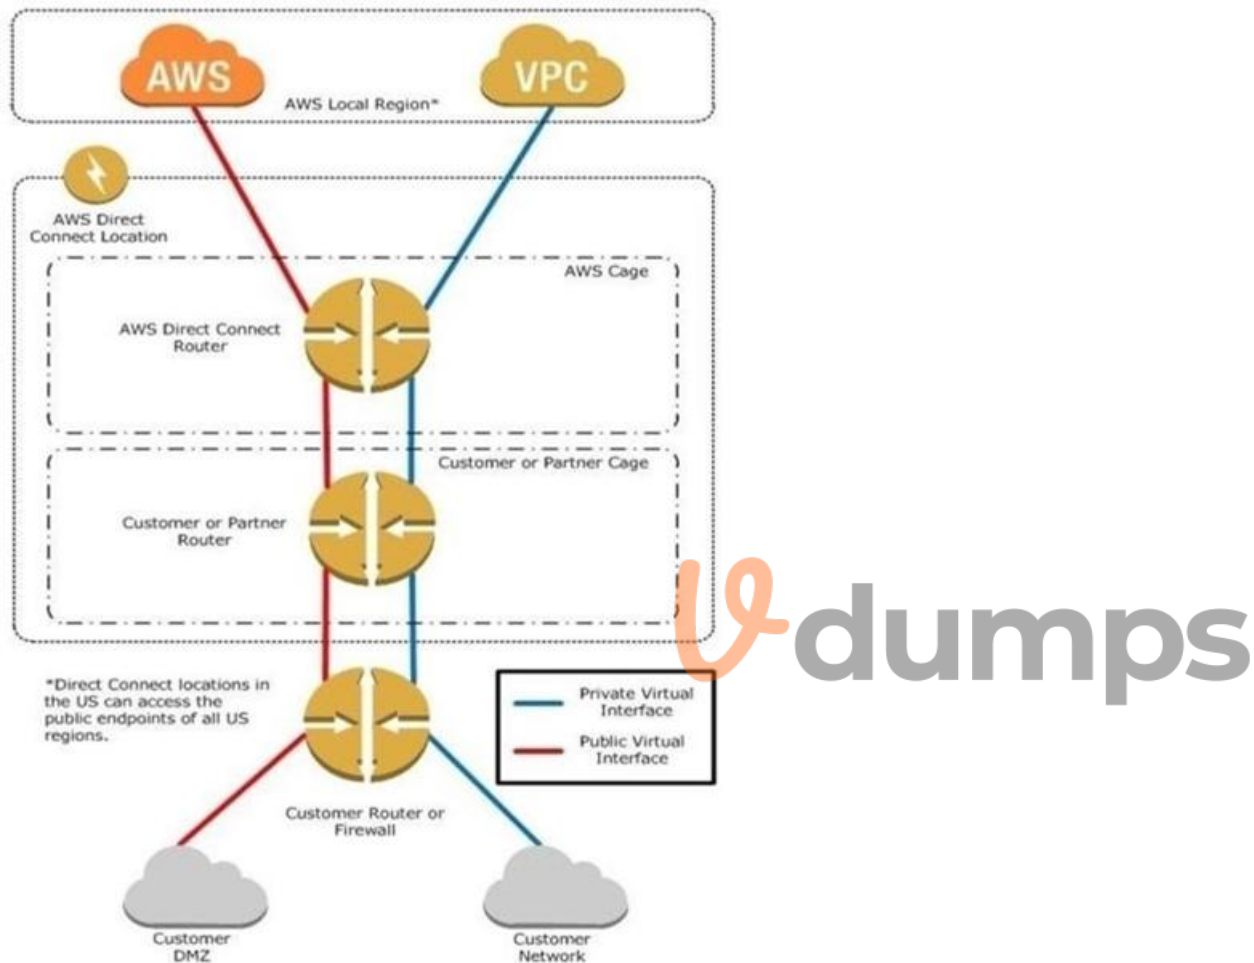 AWS
VPC
AWS Local Region*
AWS Direct
Connect Location
AWS Cage
AWS Direct Connect
Router
Customer or Partner Cage
Customer or Partner
Router
*Direct Connect locations in
the US can access the
public endpoints of all US
regions.
Private Virtual
Interface
Public Virtual
Interface
Customer Router or
Firewall
Customer
DMZ
Customer
Network
Vdumps